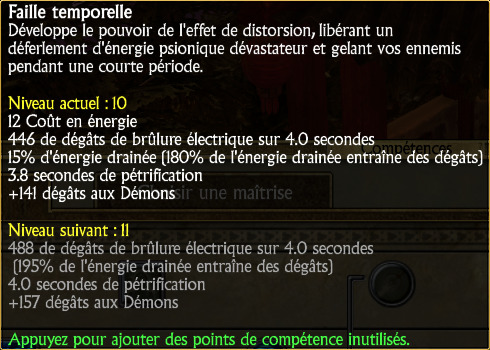 Faille temporelle
Développe le pouvoir de l'effet de distorsion, libérant un
déferlement d'énergie psionique dévastateur et gelant vos ennemis
pendant une courte période.
Niveau actuel : 10
12 Coût en énergie
446 de dégâts de brûlure électrique sur 4.0 secondes
Compétences
15% d'énergie drainée (180% de l'énergie drainée entraîne des dégâts)
3.8 secondes de pétrification
+141 dégâts aux Démons
Choisir une maîtrise
Niveau suivant : 11
488 de dégâts de brûlure électrique sur 4.0 secondes
(195% de l'énergie drainée entraîne des dégâts)
4.0 secondes de pétrification
+157 dégâts aux Démons
Appuyez pour ajouter des points de compétence inutilisés.